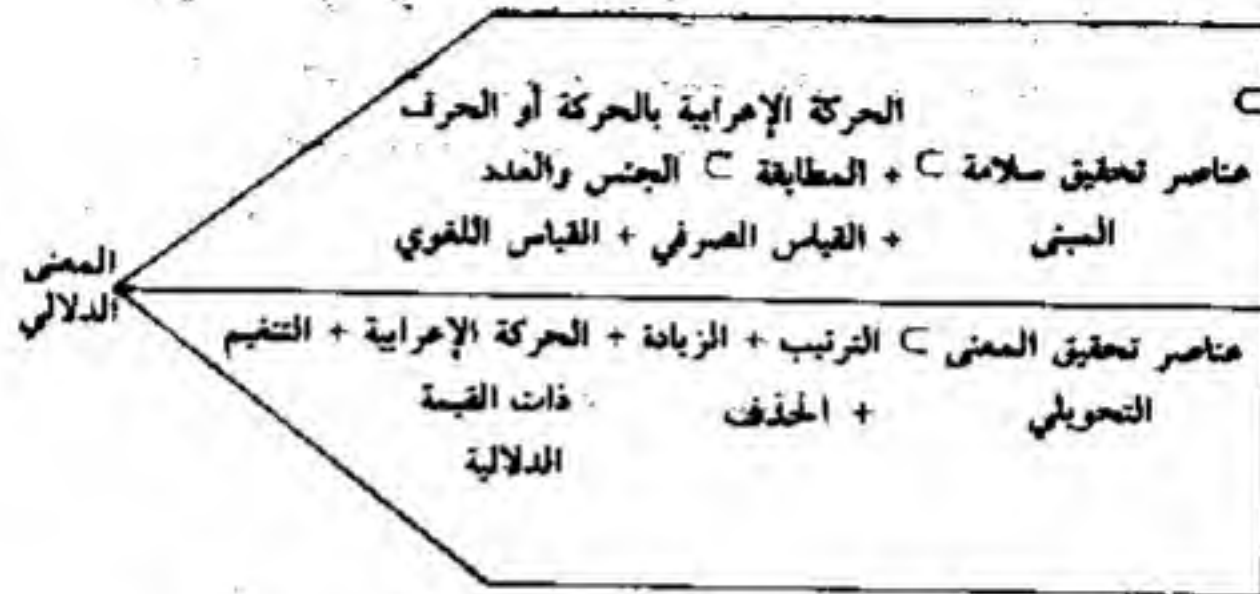 الحركة الإعرابية بالحركة أو الحرف
عناصر تحقيق سلامة ⊂ + المطابقة ⊂ الجنس والعدد
المبنى + القياس الصرفي + القياس اللغوي
المعنى
الدلالي
عناصر تحقيق المعنى ⊂ الترتيب + الزيادة + الحركة الإعرابية + التنغيم
التحويلي + الحذف ذات القيمة
الدلالية